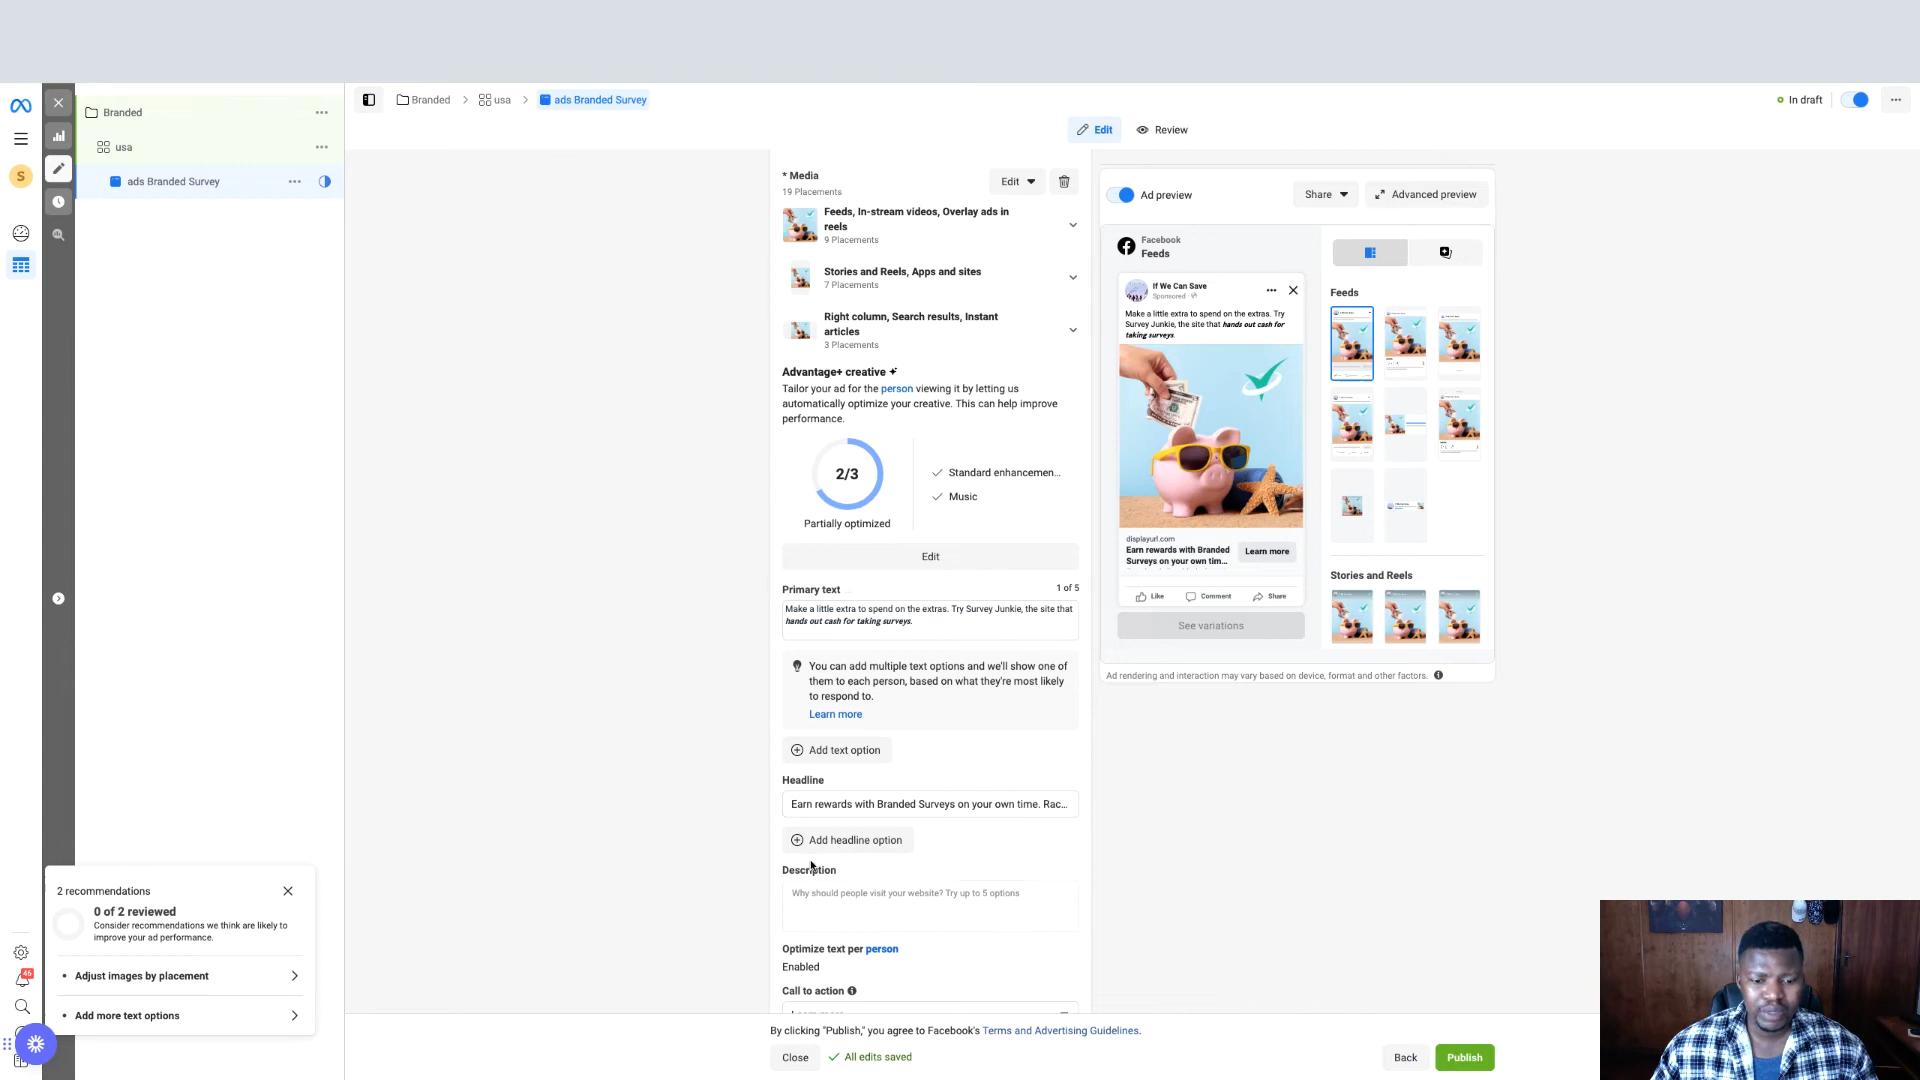 Branded
usa
ads Branded Survey
In draft
Edit
Review
Branded
usa
ads Branded Survey
S
* Media
19 Placements
Edit
Feeds, In-stream videos, Overlay ads in
reels
9 Placements
Stories and Reels, Apps and sites
7 Placements
Right column, Search results, Instant
articles
3 Placements
Advantage+ creative
Tailor your ad for the person viewing it by letting us
automatically optimize your creative. This can help improve
performance.
2/3
Partially optimized
Standard enhancemen...
Music
Edit
Primary text
1 of 5
Make a little extra to spend on the extras. Try Survey Junkie, the site that
hands out cash for taking surveys.
You can add multiple text options and we'll show one of
them to each person, based on what they're most likely
to respond to.
Learn more
Add text option
Headline
Earn rewards with Branded Surveys on your own time. Rac...
Add headline option
Description
Why should people visit your website? Try up to 5 options
Optimize text per person
Enabled
Call to action
Ad preview
Share
Advanced preview
Facebook
Feeds
If We Can Save
Sponsored
Make a little extra to spend on the extras. Try
Survey Junkie, the site that hands out cash for
taking surveys.
displayurl.com
Earn rewards with Branded
Surveys on your own tim...
Learn more
Like
Comment
Share
See variations
Feeds
Stories and Reels
Ad rendering and interaction may vary based on device, format and other factors.
2 recommendations
0 of 2 reviewed
Consider recommendations we think are likely to
improve your ad performance.
Adjust images by placement
Add more text options
46
By clicking "Publish," you agree to Facebook's Terms and Advertising Guidelines.
Close
All edits saved
Back
Publish